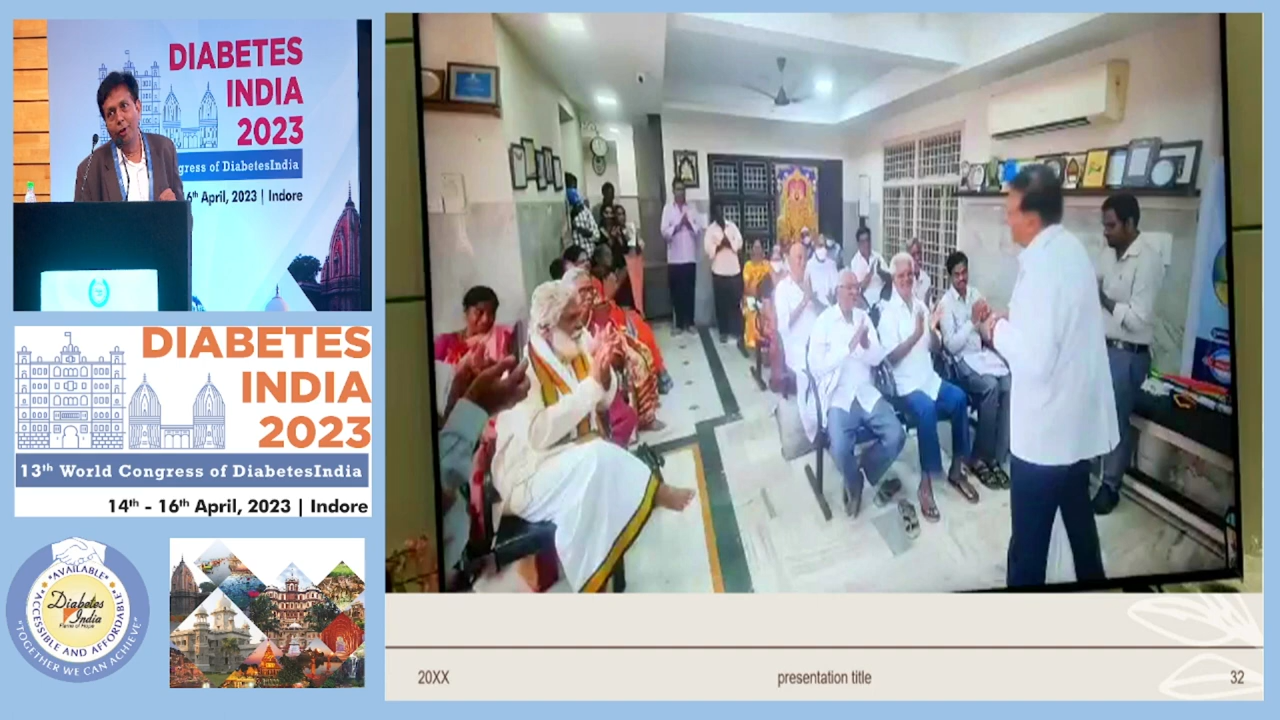 DIABETES
INDIA
2023
gress of DiabetesIndia
6th April, 2023 | Indore
DIABETES
INDIA
2023
13th World Congress of DiabetesIndia
14th - 16th April, 2023 | Indore
"AVAILABLE"
"ACCESSIBLE AND AFFORDABLE"
"TOGETHER WE CAN ACHIEVE"
Diabetes
India
20XX
presentation title
32